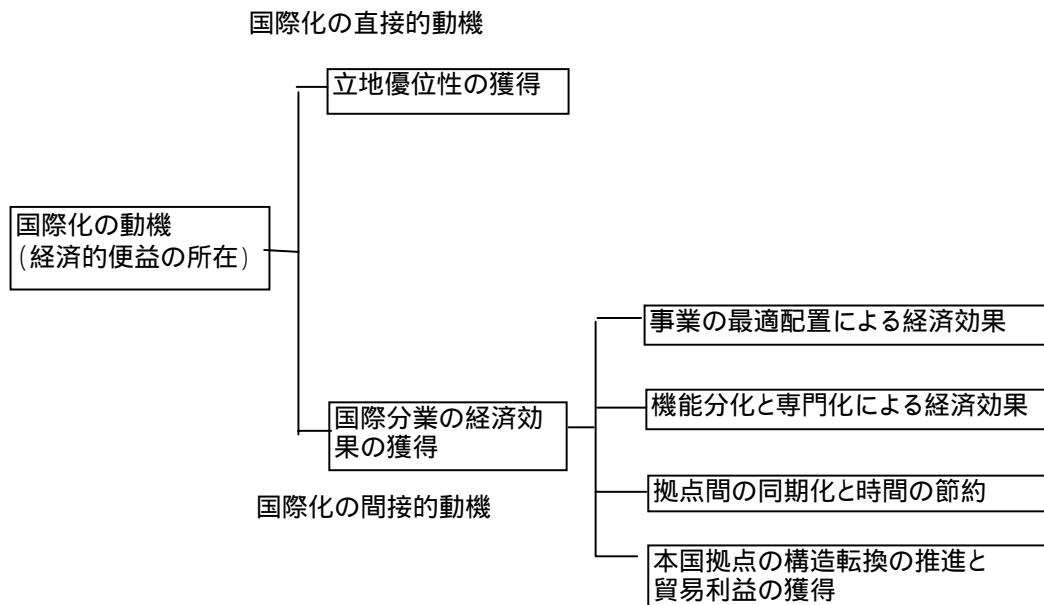 国際化の直接的動機
立地優位性の獲得
国際化の動機
(経済的便益の所在)
事業の最適配置による経済効果
機能分化と専門化による経済効果
国際分業の経済効
果の獲得
拠点間の同期化と時間の節約
国際化の間接的動機
本国拠点の構造転換の推進と
貿易利益の獲得